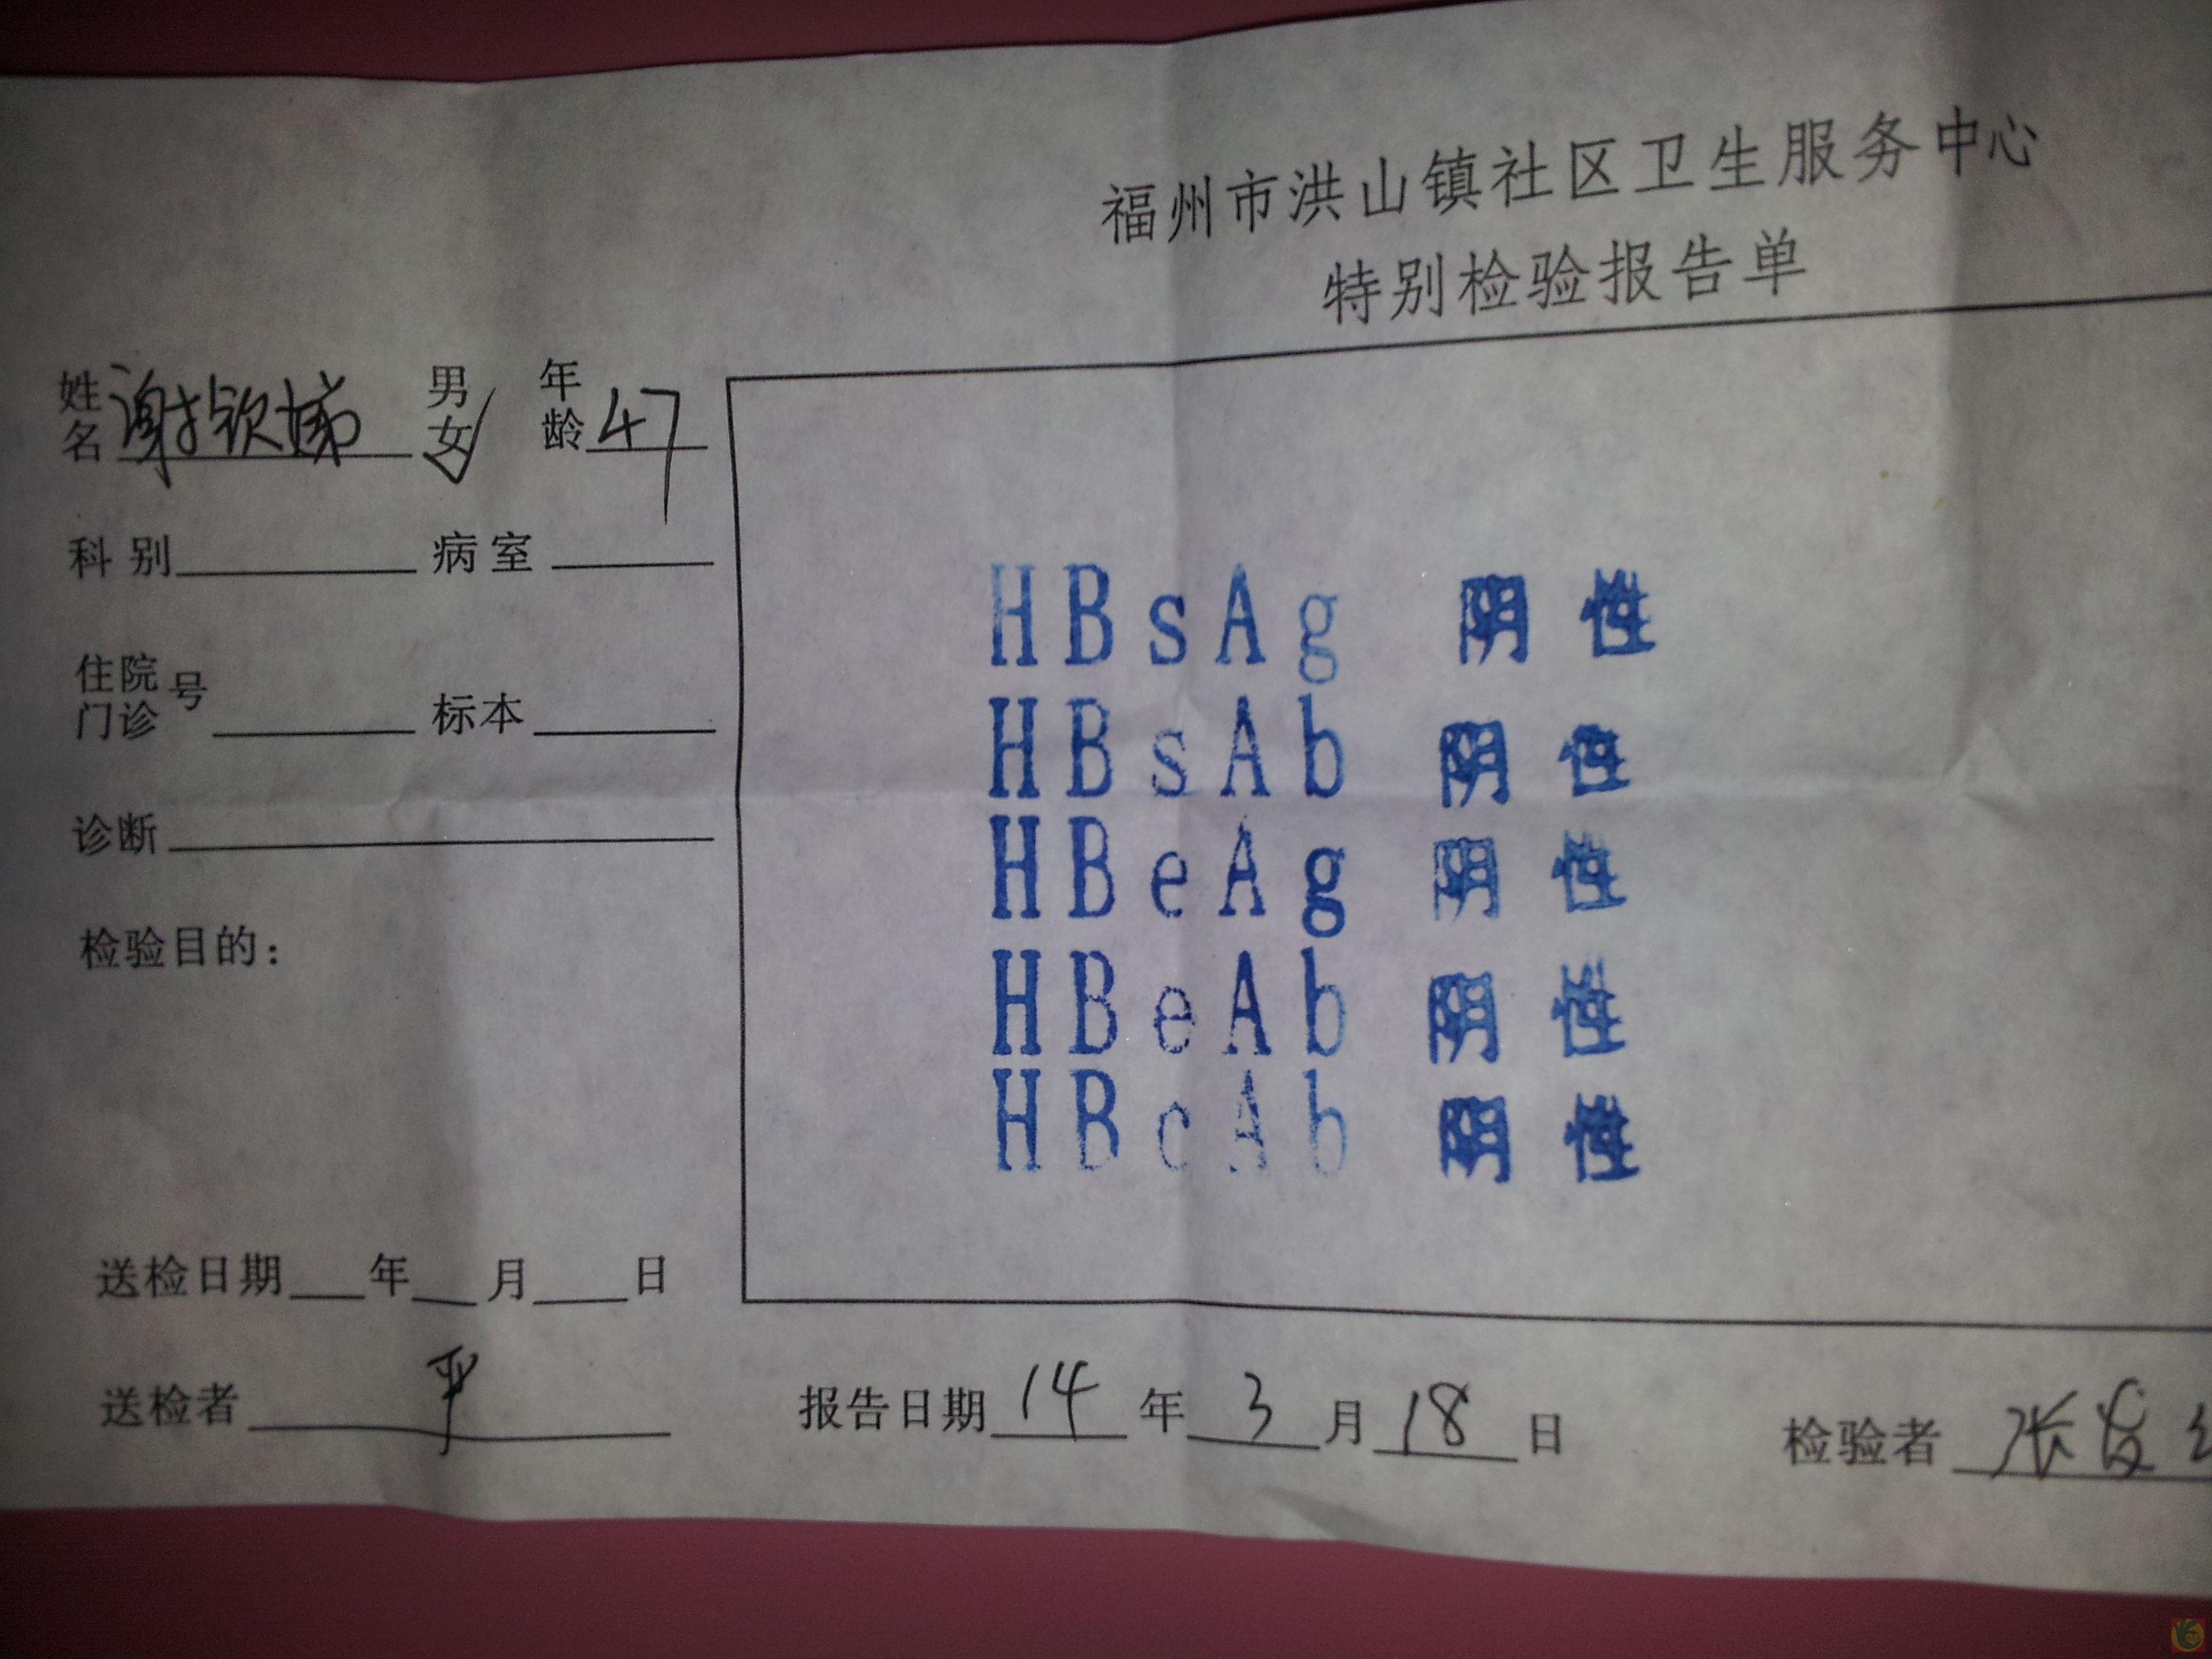 福州市洪山镇社区卫生服务中心
特别检验报告单
姓名 谢钦娣 男 女 年龄 47
科别 病室
住院 门诊 号 标本
诊断
检验目的：
HBsAg 阴性
HBsAb 阴性
HBeAg 阴性
HBeAb 阴性
HBcAb 阴性
送检日期 年 月 日
送检者
报告日期 14 年 3 月 18 日
检验者 张